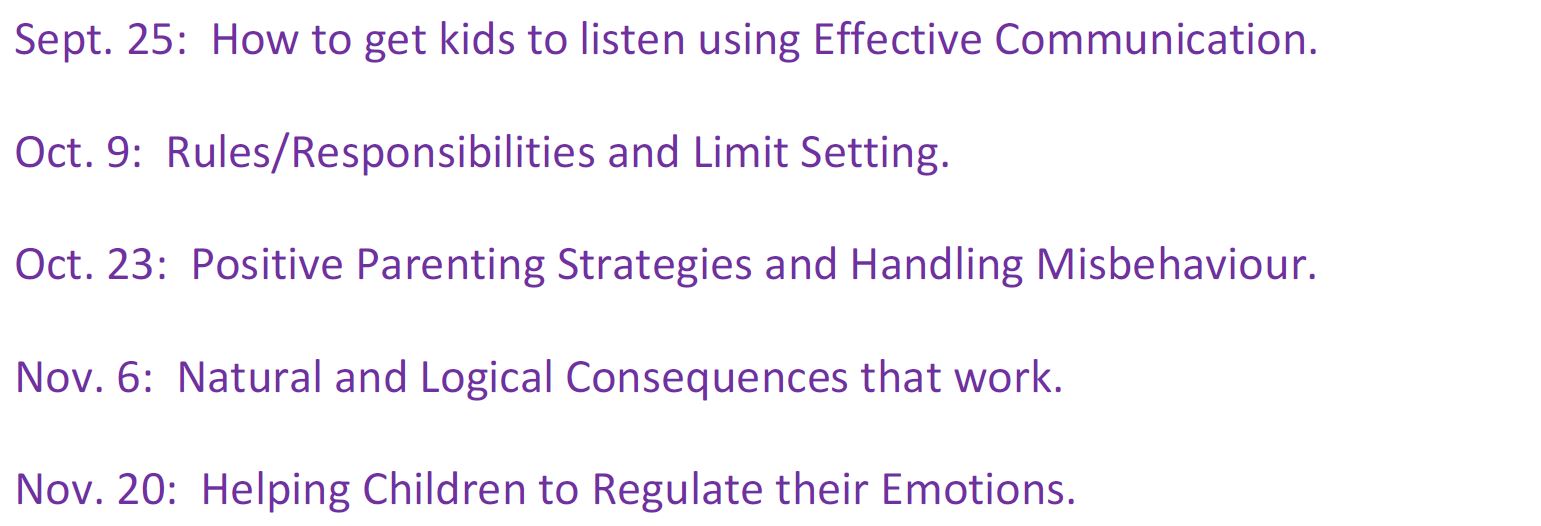 Sept. 25:  How to get kids to listen using Effective Communication.
Oct. 9:  Rules/Responsibilities and Limit Setting.
Oct. 23:  Positive Parenting Strategies and Handling Misbehaviour.
Nov. 6:  Natural and Logical Consequences that work.
Nov. 20:  Helping Children to Regulate their Emotions.